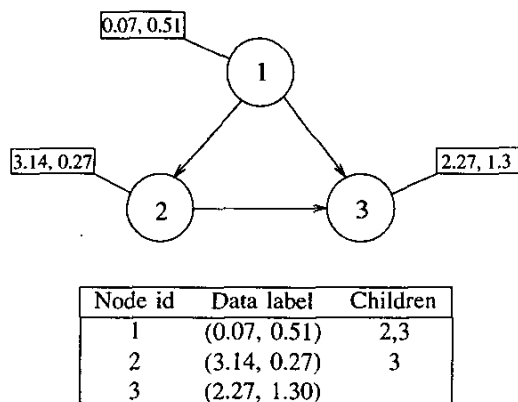 0.07, 0.51
1
3.14, 0.27
2.27, 1.3
2
3
Node id Data label Children
1 (0.07, 0.51) 2,3
2 (3.14, 0.27) 3
3 (2.27, 1.30)